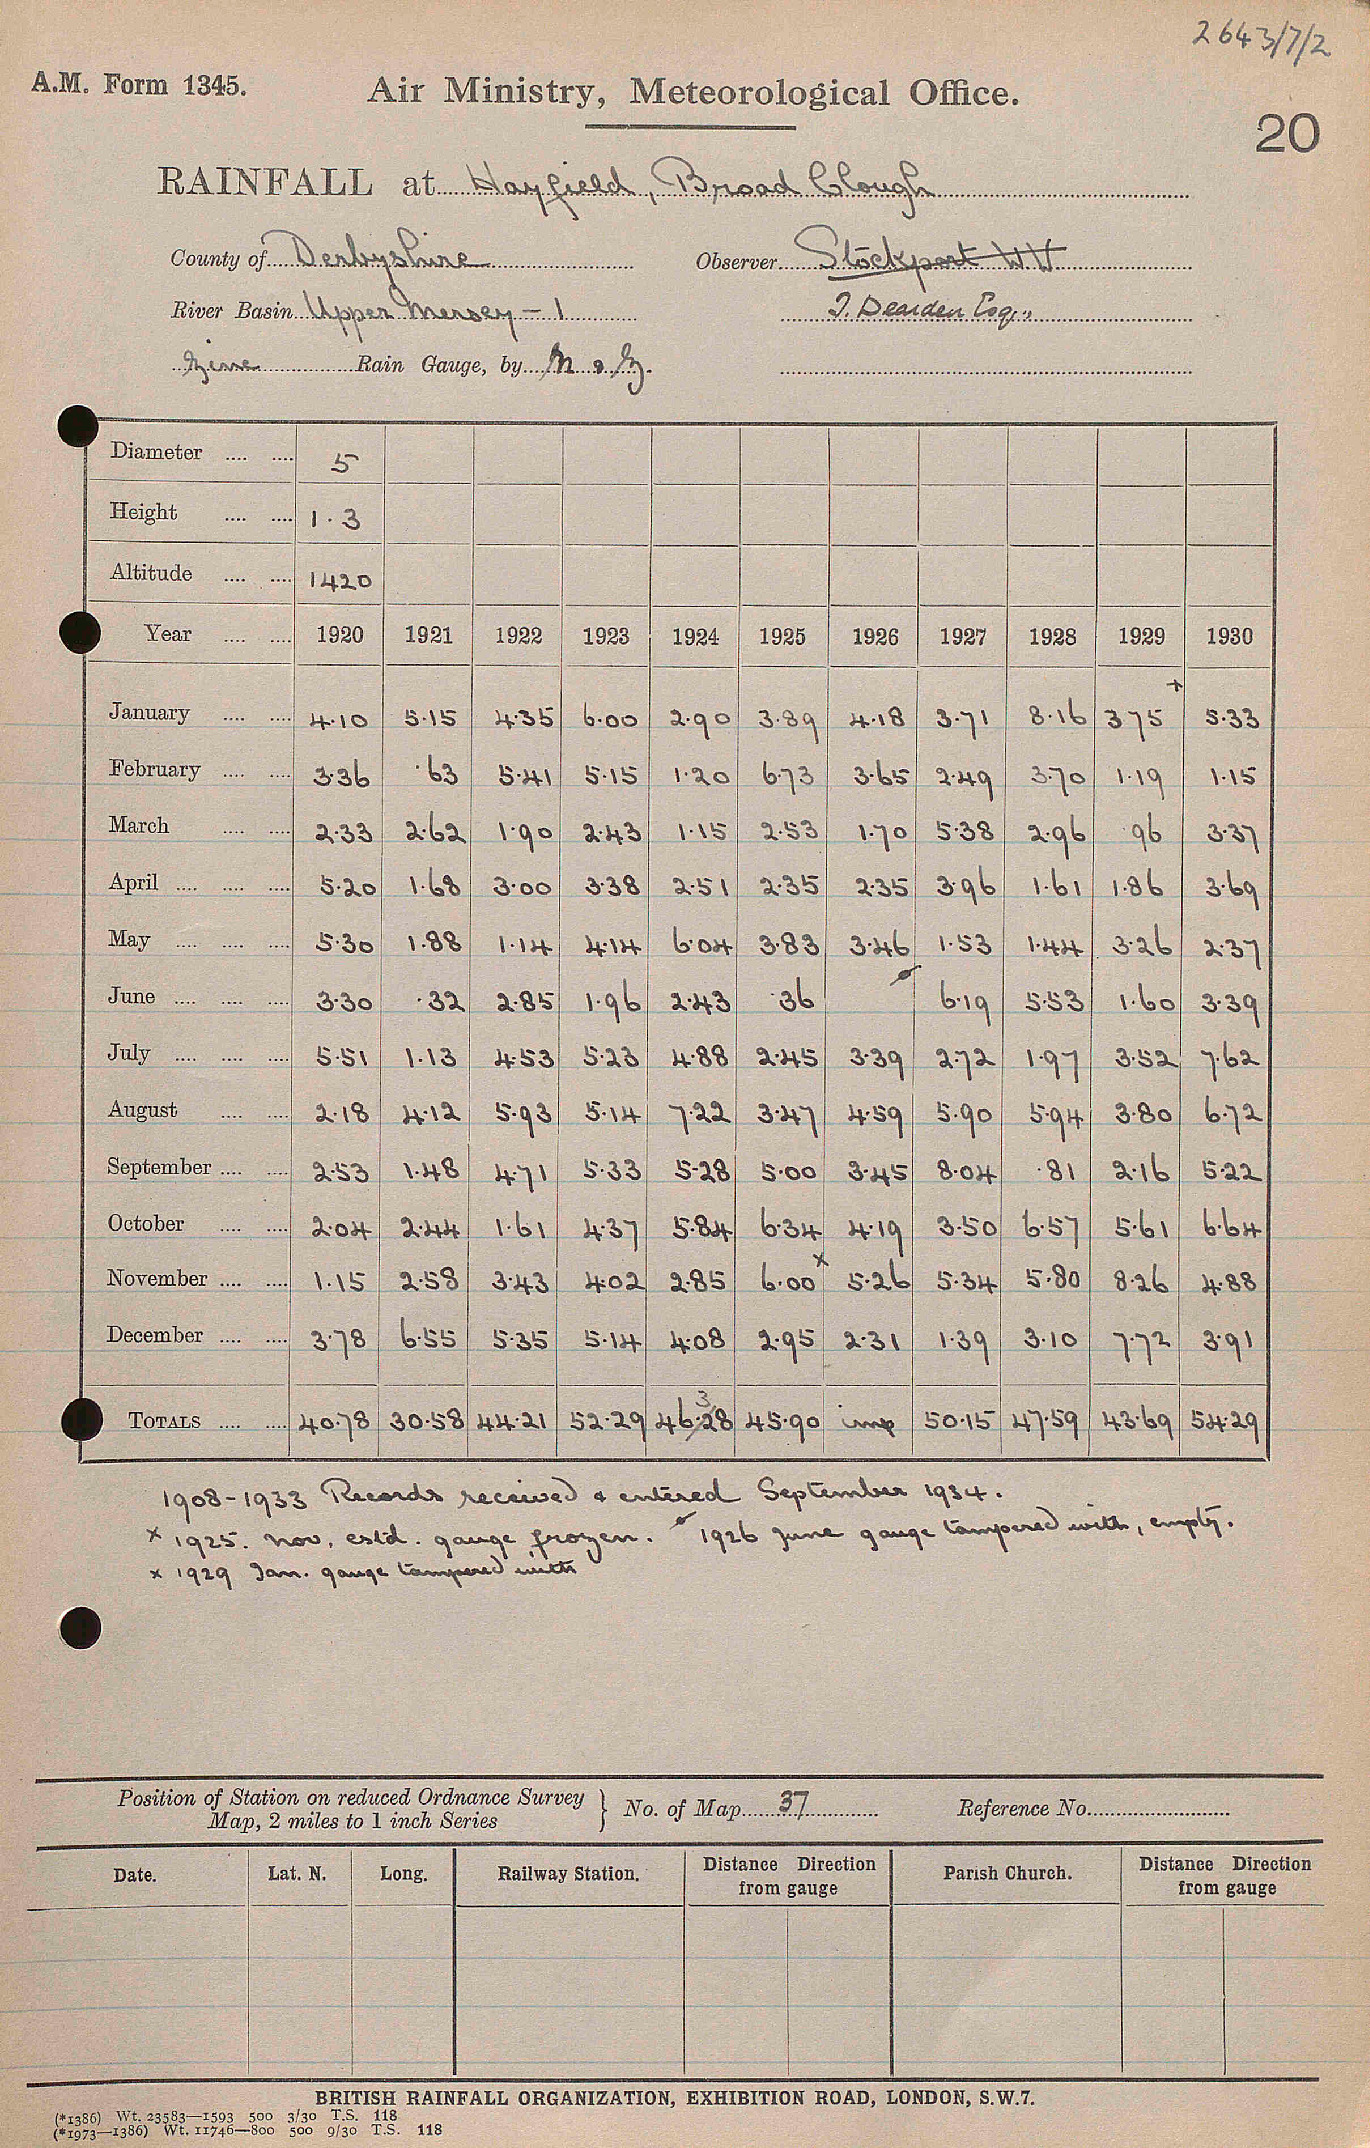 2643/7/2
A.M. Form 1345.
Air Ministry, Meteorological Office.
20
RAINFALL at Hayfield, Broad Clough
County of Derbyshire Observer Stockport W.W.
River Basin Upper Mersey - 1 J. Dearden Esq.,
Zinc Rain Gauge, by N & Z.
Diameter .... .... 5
Height .... .... 1.3
Altitude .... .... 1420
Year .... .... 1920 1921 1922 1923 1924 1925 1926 1927 1928 1929 1930
January .... .... 4.10 5.15 4.35 6.00 2.90 3.89 4.18 3.71 8.16 3.75 x 5.33
February .... .... 3.36 .63 5.41 5.15 1.20 6.73 3.65 2.49 3.70 1.19 1.15
March .... .... 2.33 2.62 1.90 2.43 1.15 2.53 1.70 5.38 2.96 .96 3.37
April .... .... .... 5.20 1.68 3.00 3.38 2.51 2.35 2.35 3.96 1.61 1.86 3.69
May .... .... .... 5.30 1.88 1.14 4.14 6.04 3.83 3.46 1.53 1.44 3.26 2.37
June .... .... .... 3.30 .32 2.85 1.96 2.43 .36 6.19 5.53 1.60 3.39
July .... .... .... 5.51 1.13 4.53 5.23 4.88 2.45 3.39 2.72 1.97 3.52 7.62
August .... .... 2.18 4.12 5.93 5.14 7.22 3.47 4.59 5.90 5.94 3.80 6.72
September .... .... 2.53 1.48 4.71 5.33 5.28 5.00 3.45 8.04 .81 2.16 5.22
October .... .... 2.04 2.44 1.61 4.37 5.84 6.34 4.19 3.50 6.57 5.61 6.64
November .... .... 1.15 2.58 3.43 4.02 2.85 6.00 x 5.26 5.34 5.80 8.26 4.88
December .... .... 3.78 6.55 5.35 5.14 4.08 2.95 2.31 1.39 3.10 7.72 3.91
TOTALS .... .... 40.78 30.58 44.21 52.29 46.28 3 45.90 imp 50.15 47.59 43.69 54.29
1908-1933 Records received & entered September 1934.
x 1925. Nov. est'd. gauge frozen. 1926 June gauge tampered with, empty.
x 1929 Jan. gauge tampered with
Position of Station on reduced Ordnance Survey
Map, 2 miles to 1 inch Series } No. of Map 37 Reference No.
Date. Lat. N. Long. Railway Station. Distance Direction from gauge Parish Church. Distance Direction from gauge
BRITISH RAINFALL ORGANIZATION, EXHIBITION ROAD, LONDON, S.W.7.
(*1386) Wt. 23583—1593 500 3/30 T.S. 118
(*1973—1386) Wt. 11746—800 500 9/30 T.S. 118